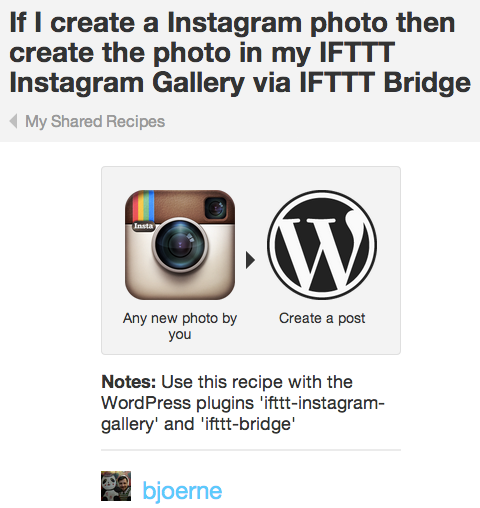 If I create a Instagram photo then
create the photo in my IFTTT
Instagram Gallery via IFTTT Bridge
My Shared Recipes
Insta
Any new photo by
you
Create a post
Notes: Use this recipe with the
WordPress plugins 'ifttt-instagram-
gallery' and 'ifttt-bridge'
bjoerne